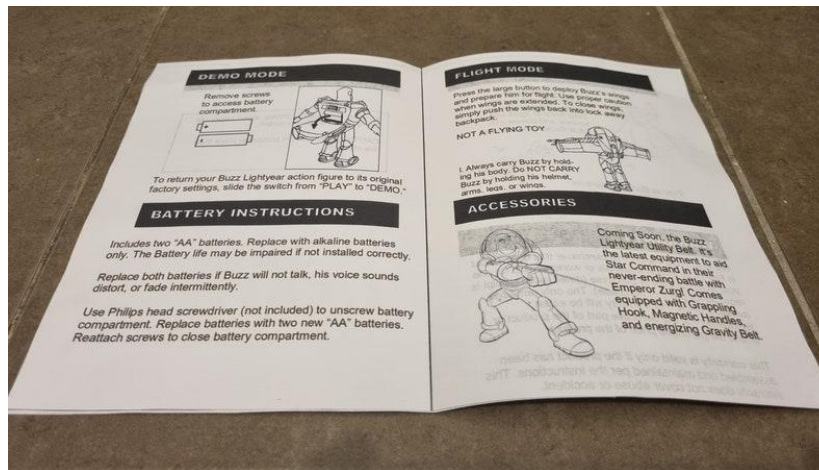 DEMO MODE
Remove screws
to access battery
compartment.
To return your Buzz Lightyear action figure to its original
factory settings, slide the switch from "PLAY" to "DEMO."
BATTERY INSTRUCTIONS
Includes two "AA" batteries. Replace with alkaline batteries
only. The Battery life may be impaired if not installed correctly.
Replace both batteries if Buzz will not talk, his voice sounds
distort, or fade intermittently.
Use Philips head screwdriver (not included) to unscrew battery
compartment. Replace batteries with two new "AA" batteries.
Reattach screws to close battery compartment.
FLIGHT MODE
Press the large button to deploy Buzz's wings
and prepare him for flight. Use proper caution
when wings are extended. To close wings,
simply push the wings back into lock away
backpack.
NOT A FLYING TOY
I. Always carry Buzz by hold-
ing his body. Do NOT CARRY
Buzz by holding his helmet,
arms, legs, or wings.
ACCESSORIES
Coming Soon, the Buzz
Lightyear Utility Belt. It's
the latest equipment to aid
Star Command in their
never-ending battle with
Emperor Zurg! Comes
equipped with Grappling
Hook, Magnetic Handles,
and energizing Gravity Belt.